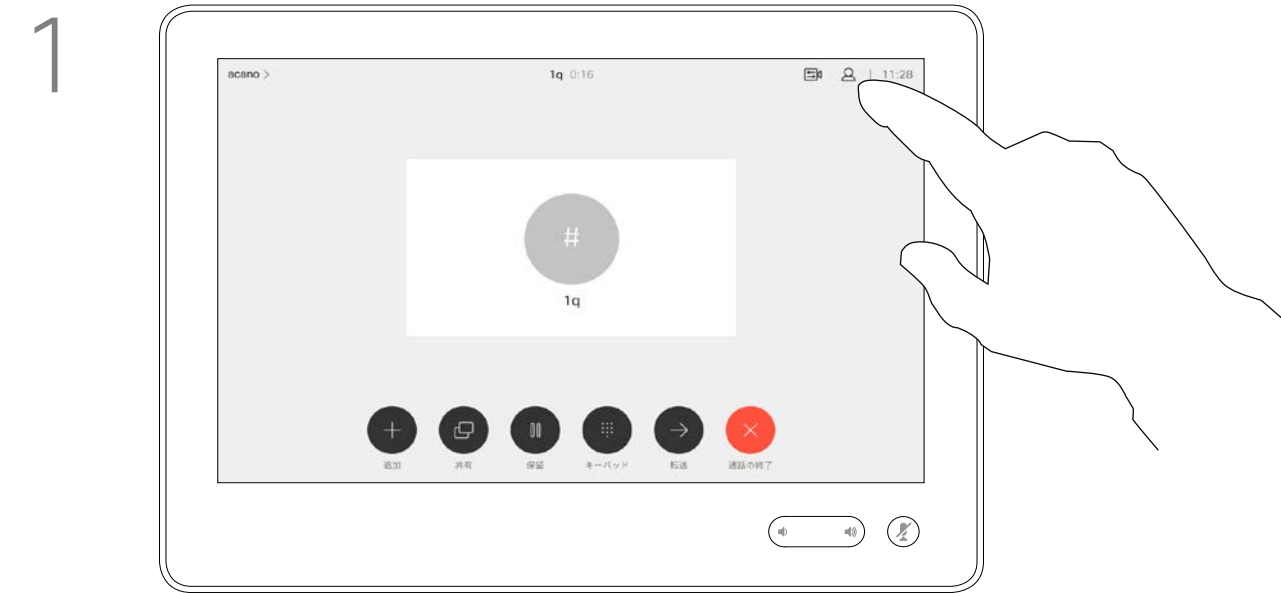 1
acano >
1q 0:16
11:28
#
1q
追加
共有
保留
キーパッド
転送
通話の終了